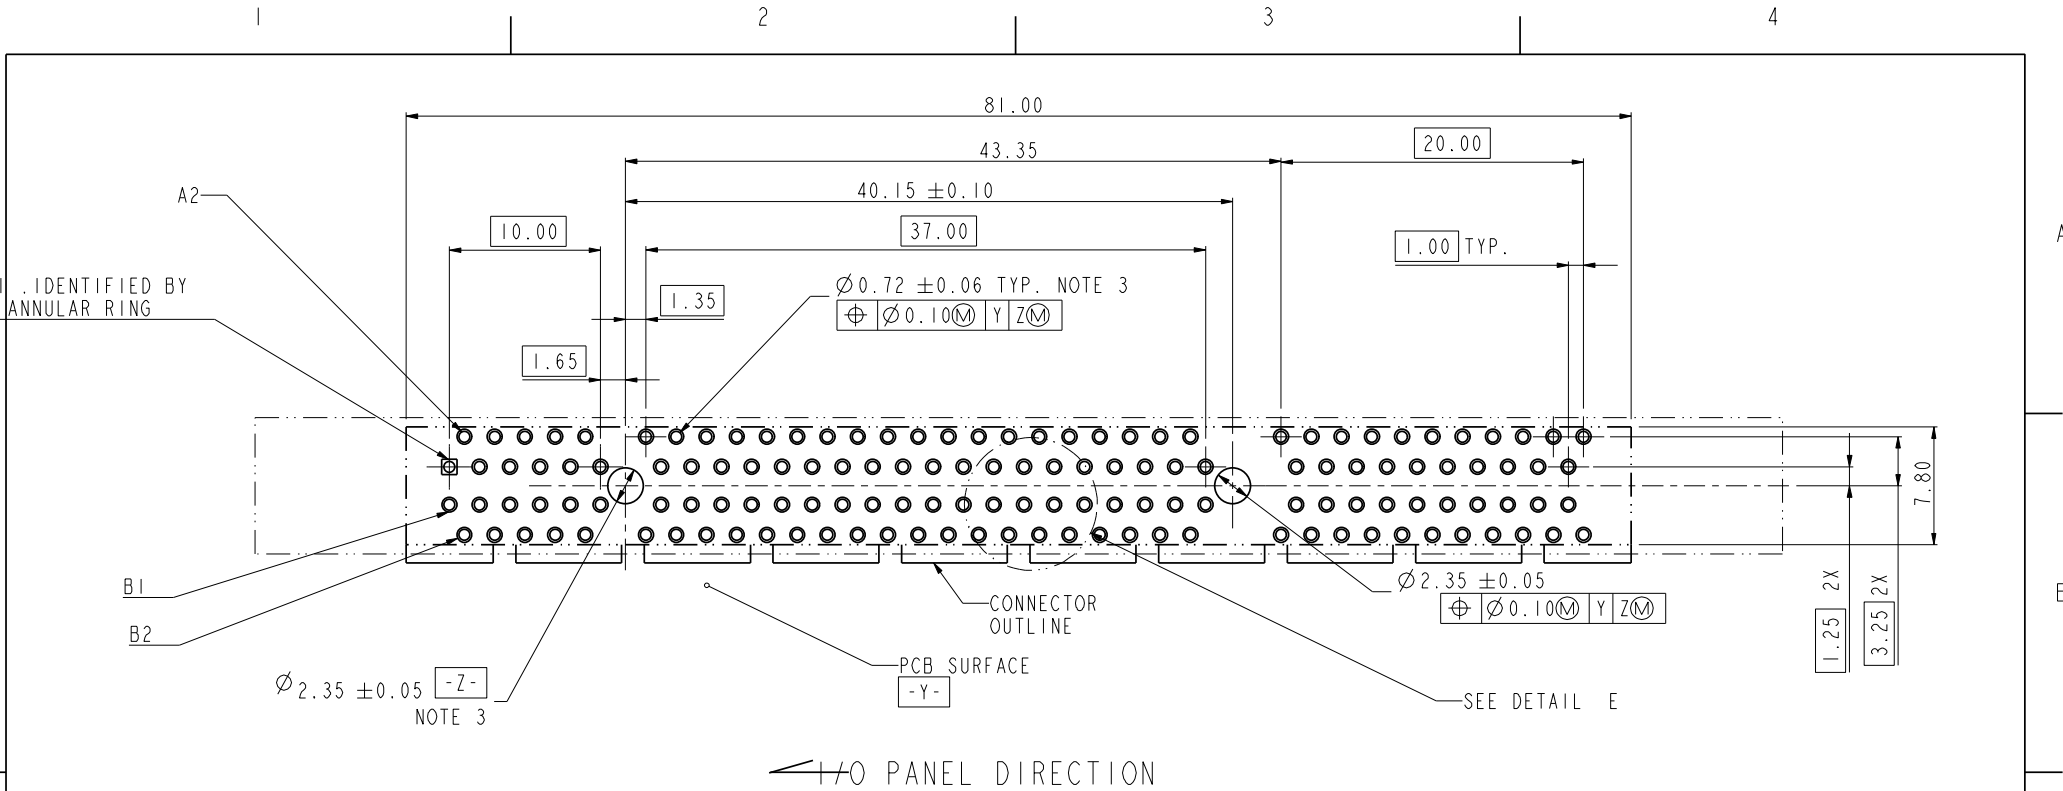 1
2
3
4
81.00
43.35
20.00
40.15 ±0.10
A2
10.00
37.00
1.00 TYP.
.IDENTIFIED BY
ANNULAR RING
1.35
Ø0.72 ±0.06 TYP. NOTE 3
⌖ Ø0.10Ⓜ Y ZⓂ
1.65
7.80
B1
B2
CONNECTOR
OUTLINE
Ø2.35 ±0.05
⌖ Ø0.10Ⓜ Y ZⓂ
1.25 2X
3.25 2X
PCB SURFACE
-Y-
Ø2.35 ±0.05 -Z-
NOTE 3
SEE DETAIL E
I/O PANEL DIRECTION